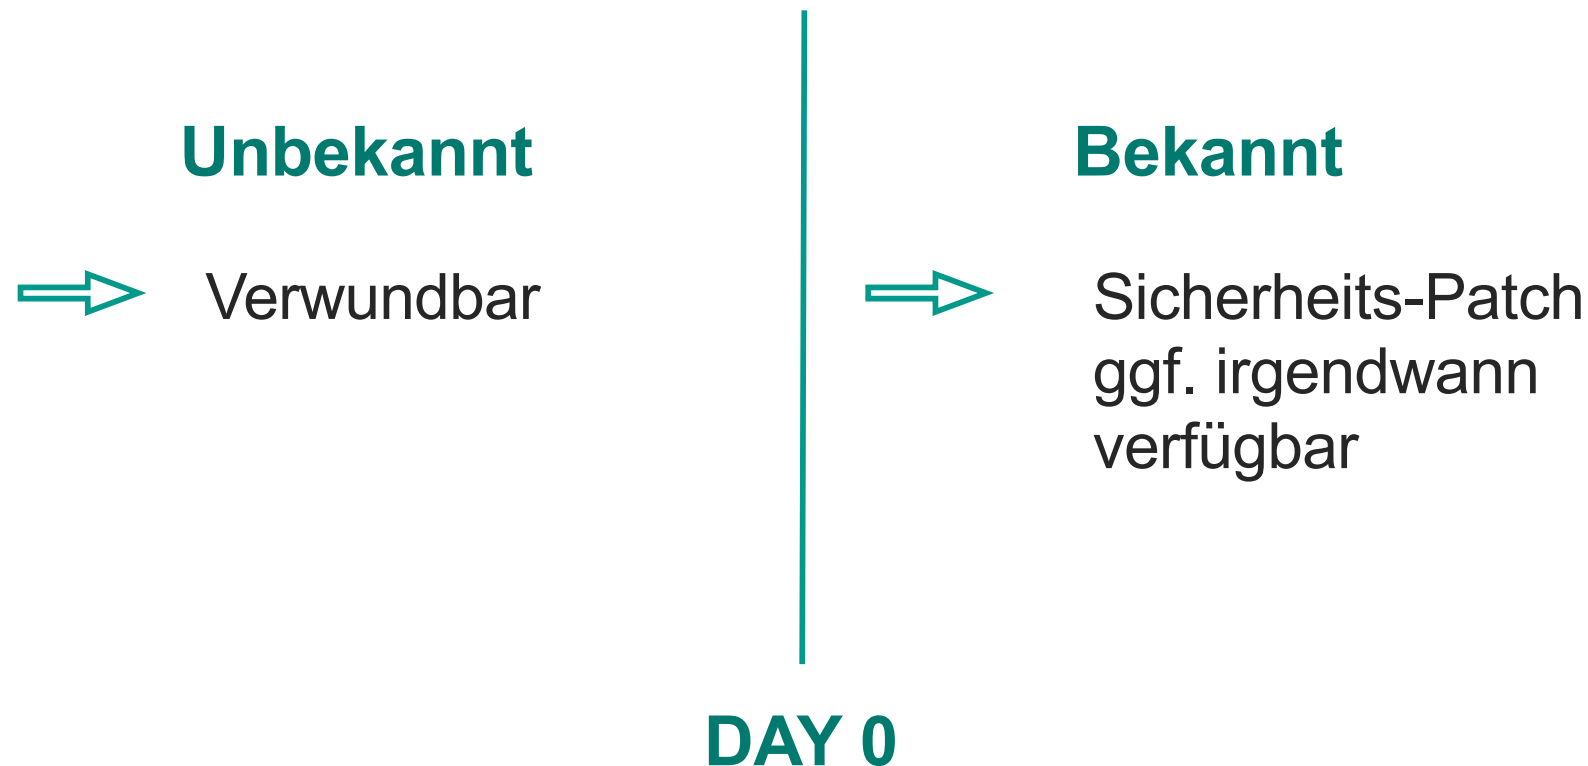 Unbekannt
Verwundbar
Bekannt
Sicherheits-Patch
ggf. irgendwann
verfügbar
DAY 0